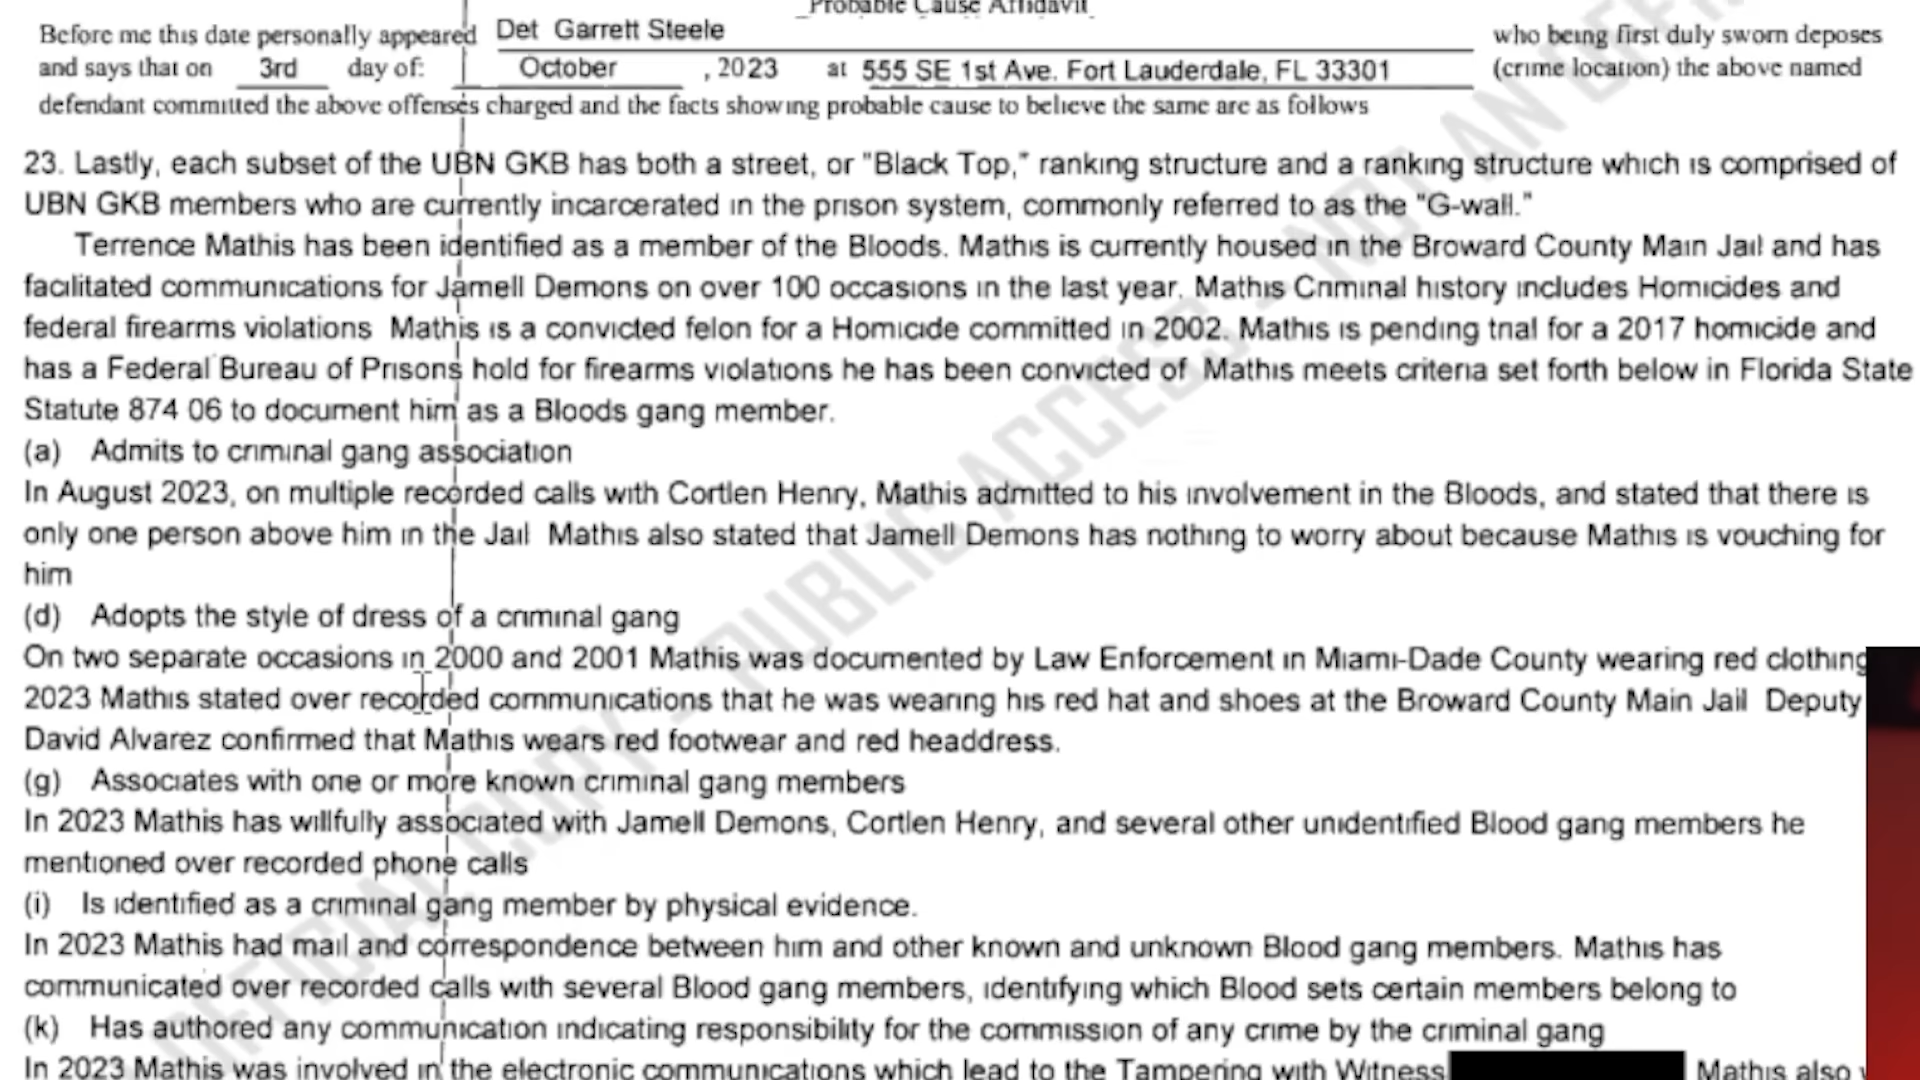 Probable Cause Affidavit
Before me this date personally appeared Det Garrett Steele who being first duly sworn deposes
and says that on 3rd day of: October , 2023 at 555 SE 1st Ave. Fort Lauderdale, FL 33301 (crime location) the above named
defendant committed the above offenses charged and the facts showing probable cause to believe the same are as follows
23. Lastly, each subset of the UBN GKB has both a street, or "Black Top," ranking structure and a ranking structure which is comprised of
UBN GKB members who are currently incarcerated in the prison system, commonly referred to as the "G-wall."
Terrence Mathis has been identified as a member of the Bloods. Mathis is currently housed in the Broward County Main Jail and has
facilitated communications for Jamell Demons on over 100 occasions in the last year. Mathis Criminal history includes Homicides and
federal firearms violations Mathis is a convicted felon for a Homicide committed in 2002. Mathis is pending trial for a 2017 homicide and
has a Federal Bureau of Prisons hold for firearms violations he has been convicted of Mathis meets criteria set forth below in Florida State
Statute 874 06 to document him as a Bloods gang member.
(a) Admits to criminal gang association
In August 2023, on multiple recorded calls with Cortlen Henry, Mathis admitted to his involvement in the Bloods, and stated that there is
only one person above him in the Jail Mathis also stated that Jamell Demons has nothing to worry about because Mathis is vouching for
him
(d) Adopts the style of dress of a criminal gang
On two separate occasions in 2000 and 2001 Mathis was documented by Law Enforcement in Miami-Dade County wearing red clothing
2023 Mathis stated over recorded communications that he was wearing his red hat and shoes at the Broward County Main Jail Deputy
David Alvarez confirmed that Mathis wears red footwear and red headdress.
(g) Associates with one or more known criminal gang members
In 2023 Mathis has willfully associated with Jamell Demons, Cortlen Henry, and several other unidentified Blood gang members he
mentioned over recorded phone calls
(i) Is identified as a criminal gang member by physical evidence.
In 2023 Mathis had mail and correspondence between him and other known and unknown Blood gang members. Mathis has
communicated over recorded calls with several Blood gang members, identifying which Blood sets certain members belong to
(k) Has authored any communication indicating responsibility for the commission of any crime by the criminal gang
In 2023 Mathis was involved in the electronic communications which lead to the Tampering with Witness Mathis also
PUBLIC ACCESS - NOT AN
OFFICIAL COPY - PUBLIC ACCESS - NOT AN